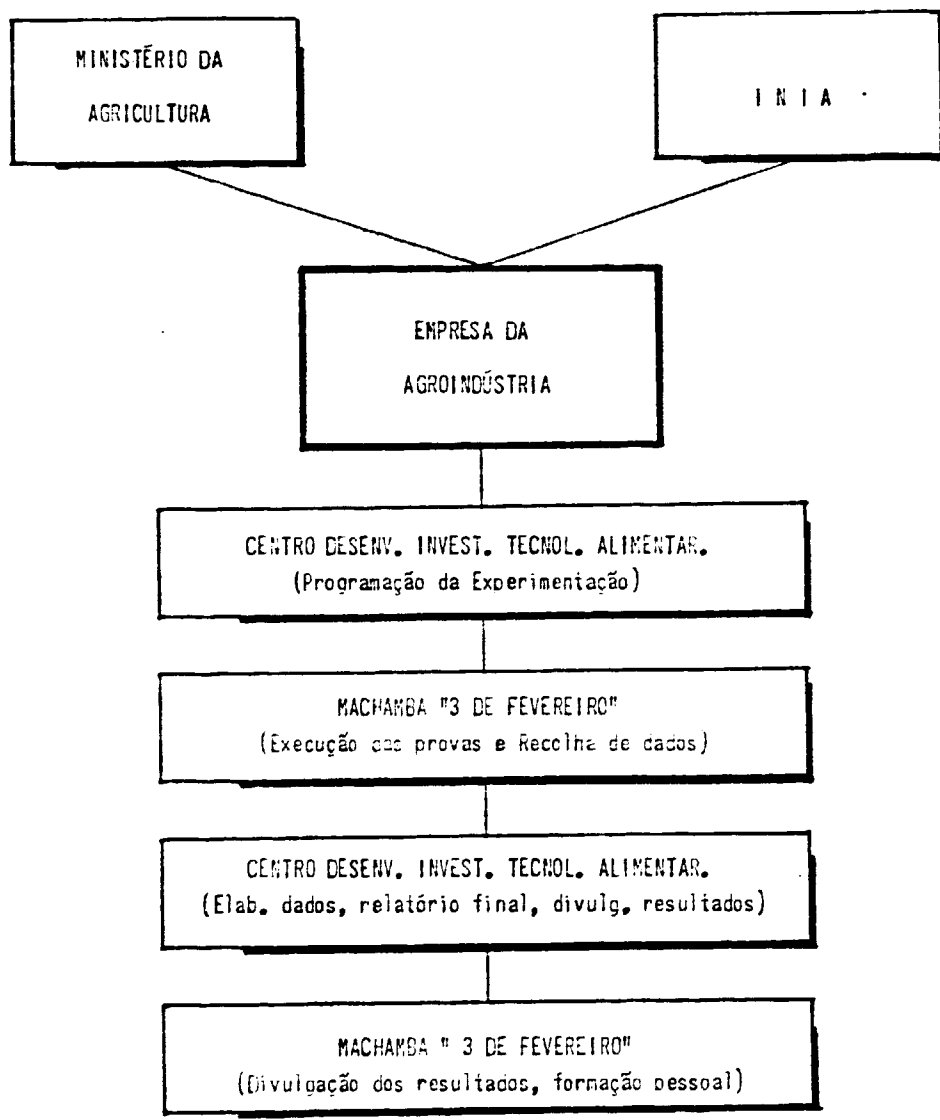 MINISTÉRIO DA
AGRICULTURA
I N I A
EMPRESA DA
AGROINDÚSTRIA
CENTRO DESENV. INVEST. TECNOL. ALIMENTAR.
(Programação da Experimentação)
MACHAMBA "3 DE FEVEREIRO"
(Execução das provas e Recolha de dados)
CENTRO DESENV. INVEST. TECNOL. ALIMENTAR.
(Elab. dados, relatório final, divulg, resultados)
MACHAMBA " 3 DE FEVEREIRO"
(Divulgação dos resultados, formação pessoal)